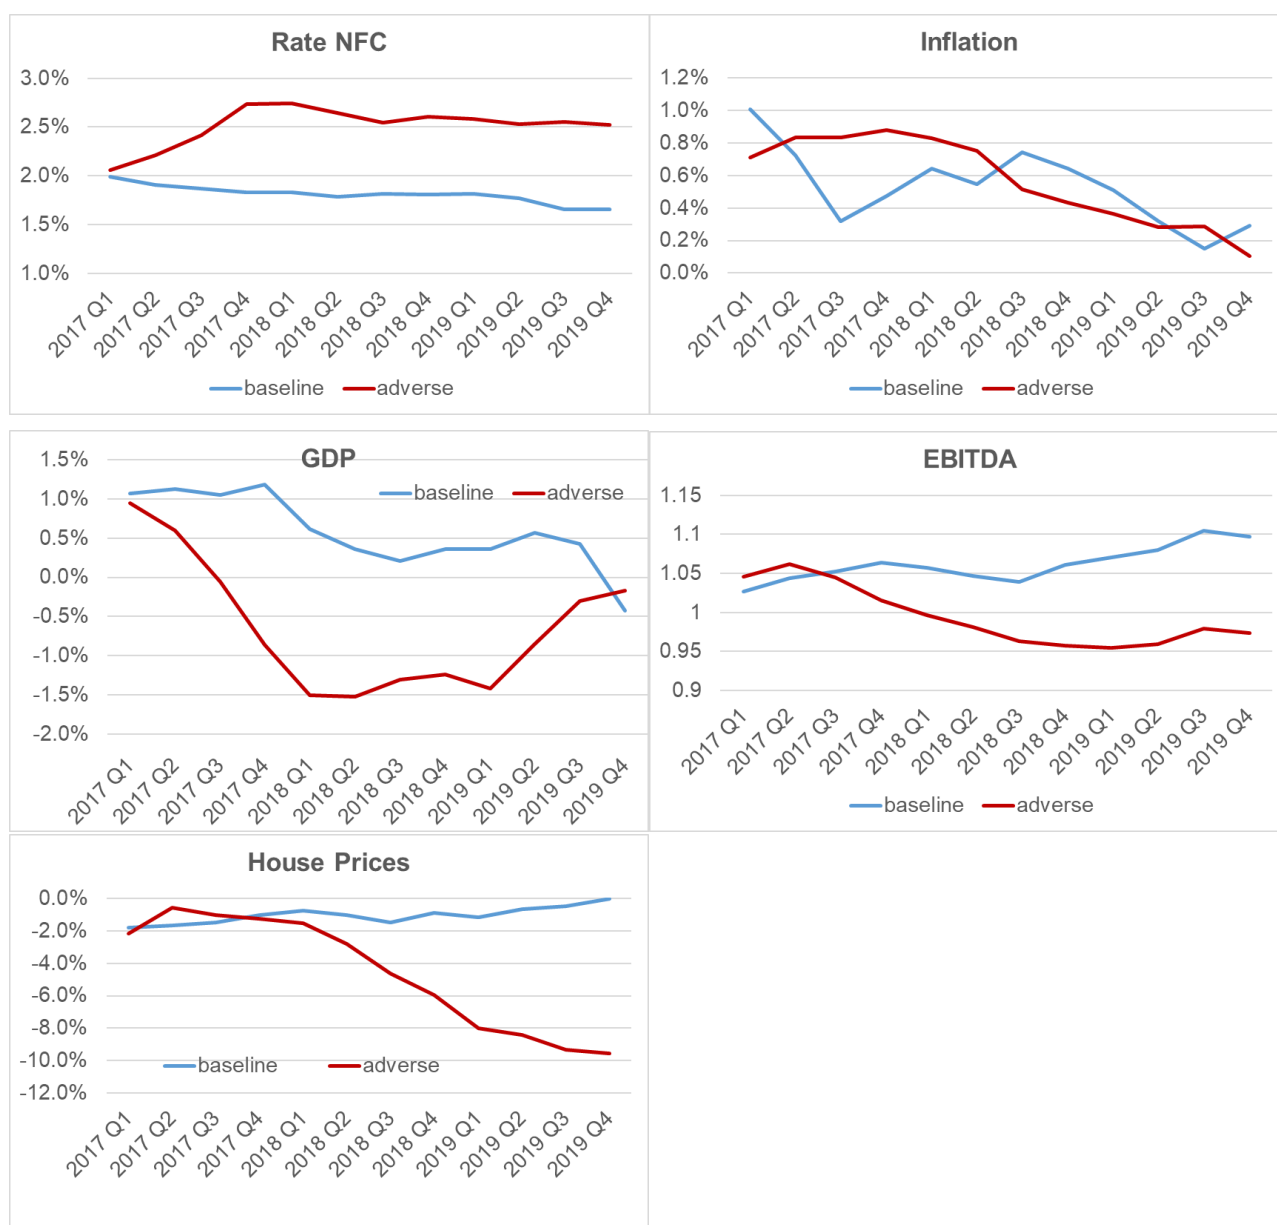 Rate NFC
3.0%
2.5%
2.0%
1.5%
1.0%
2017 Q1
2017 Q2
2017 Q3
2017 Q4
2018 Q1
2018 Q2
2018 Q3
2018 Q4
2019 Q1
2019 Q2
2019 Q3
2019 Q4
baseline adverse
Inflation
1.2%
1.0%
0.8%
0.6%
0.4%
0.2%
0.0%
2017 Q1
2017 Q2
2017 Q3
2017 Q4
2018 Q1
2018 Q2
2018 Q3
2018 Q4
2019 Q1
2019 Q2
2019 Q3
2019 Q4
baseline adverse
GDP
baseline adverse
1.5%
1.0%
0.5%
0.0%
-0.5%
-1.0%
-1.5%
-2.0%
2017 Q1
2017 Q2
2017 Q3
2017 Q4
2018 Q1
2018 Q2
2018 Q3
2018 Q4
2019 Q1
2019 Q2
2019 Q3
2019 Q4
EBITDA
1.15
1.1
1.05
1
0.95
0.9
2017 Q1
2017 Q2
2017 Q3
2017 Q4
2018 Q1
2018 Q2
2018 Q3
2018 Q4
2019 Q1
2019 Q2
2019 Q3
2019 Q4
baseline adverse
House Prices
0.0%
-2.0%
-4.0%
-6.0%
-8.0%
-10.0%
-12.0%
baseline adverse
2017 Q1
2017 Q2
2017 Q3
2017 Q4
2018 Q1
2018 Q2
2018 Q3
2018 Q4
2019 Q1
2019 Q2
2019 Q3
2019 Q4